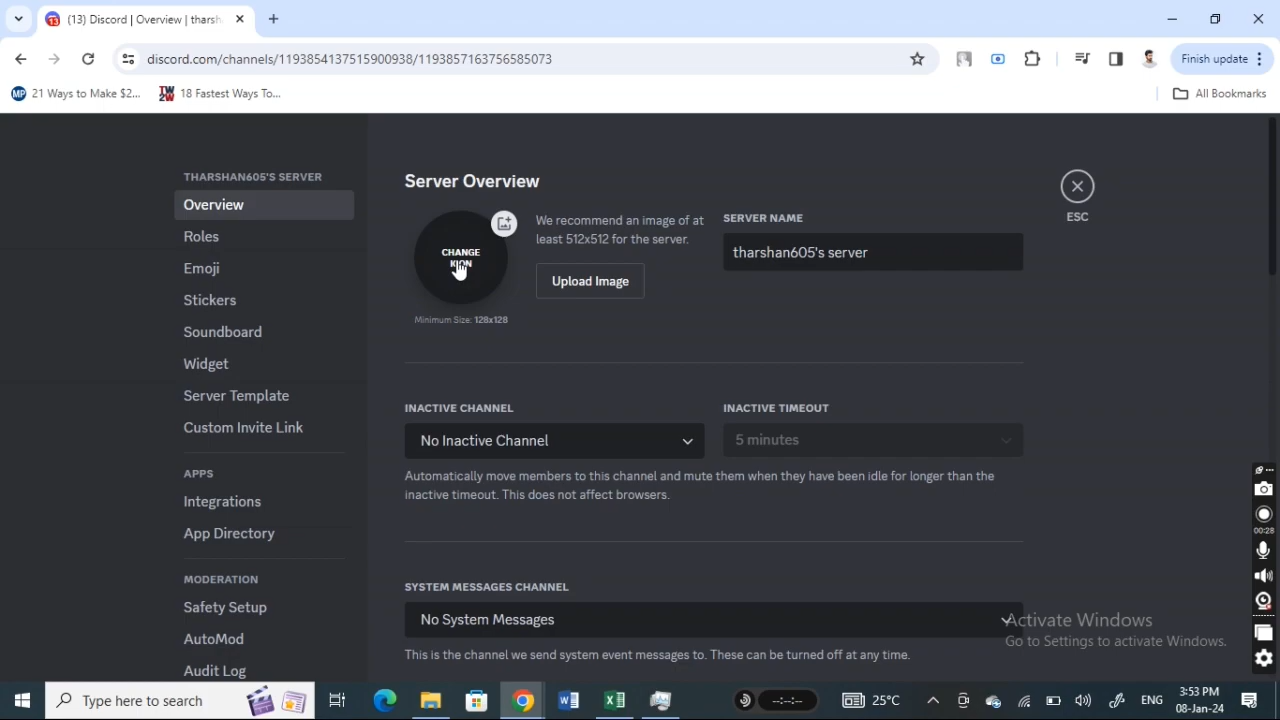 (13) Discord | Overview | tharsh
discord.com/channels/1193854137515900938/1193857163756585073
Finish update
21 Ways to Make $2...
18 Fastest Ways To...
All Bookmarks
THARSHAN605'S SERVER
Overview
Roles
Emoji
Stickers
Soundboard
Widget
Server Template
Custom Invite Link
APPS
Integrations
App Directory
MODERATION
Safety Setup
AutoMod
Audit Log
Server Overview
CHANGE
Minimum Size: 128x128
We recommend an image of at
least 512x512 for the server.
Upload Image
SERVER NAME
tharshan605's server
ESC
INACTIVE CHANNEL
No Inactive Channel
INACTIVE TIMEOUT
5 minutes
Automatically move members to this channel and mute them when they have been idle for longer than the
inactive timeout. This does not affect browsers.
SYSTEM MESSAGES CHANNEL
No System Messages
This is the channel we send system event messages to. These can be turned off at any time.
Activate Windows
Go to Settings to activate Windows.
00:28
Type here to search
--:--
25°C
ENG
3:53 PM
08-Jan-24